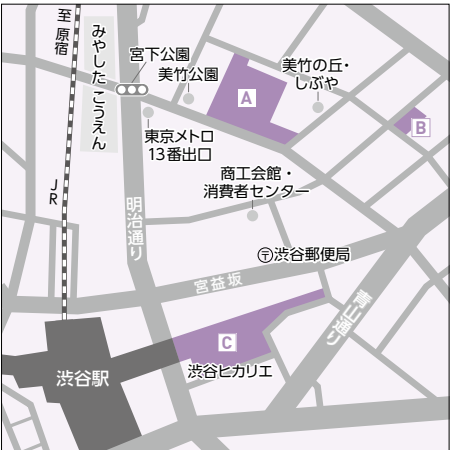 至 原宿
みやした こうえん
宮下公園
美竹公園
美竹の丘・
しぶや
A
B
東京メトロ
13番出口
商工会館・
消費者センター
JR
明治通り
〒渋谷郵便局
宮益坂
青山通り
C
渋谷ヒカリエ
渋谷駅